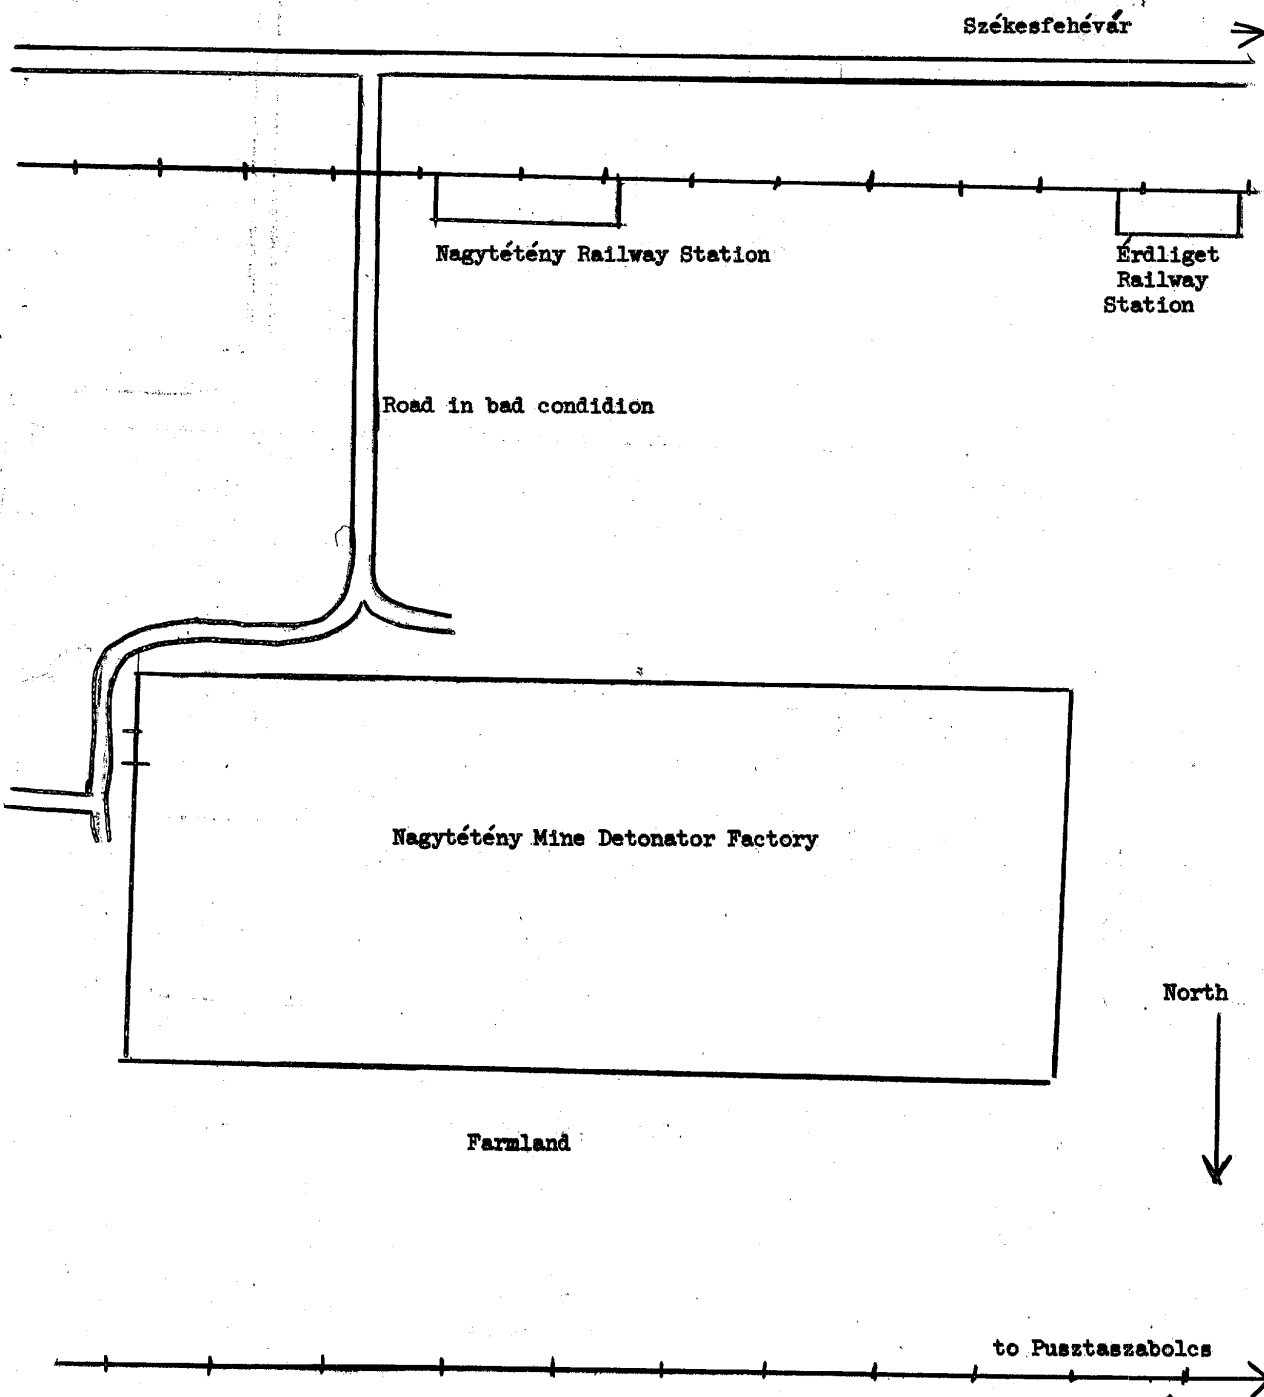 Székesfehévár
Nagytétény Railway Station
Érdliget
Railway
Station
Road in bad condidion
Nagytétény Mine Detonator Factory
North
Farmland
to Pusztaszabolcs